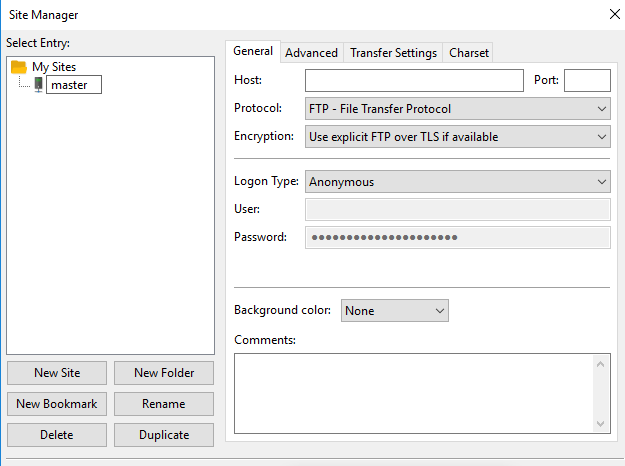 Site Manager
Select Entry:
My Sites
master
New Site
New Folder
New Bookmark
Rename
Delete
Duplicate
General
Advanced
Transfer Settings
Charset
Host:
Port:
Protocol:
FTP - File Transfer Protocol
Encryption:
Use explicit FTP over TLS if available
Logon Type:
Anonymous
User:
Password:
●●●●●●●●●●●●●●●●●●●●●
Background color:
None
Comments: